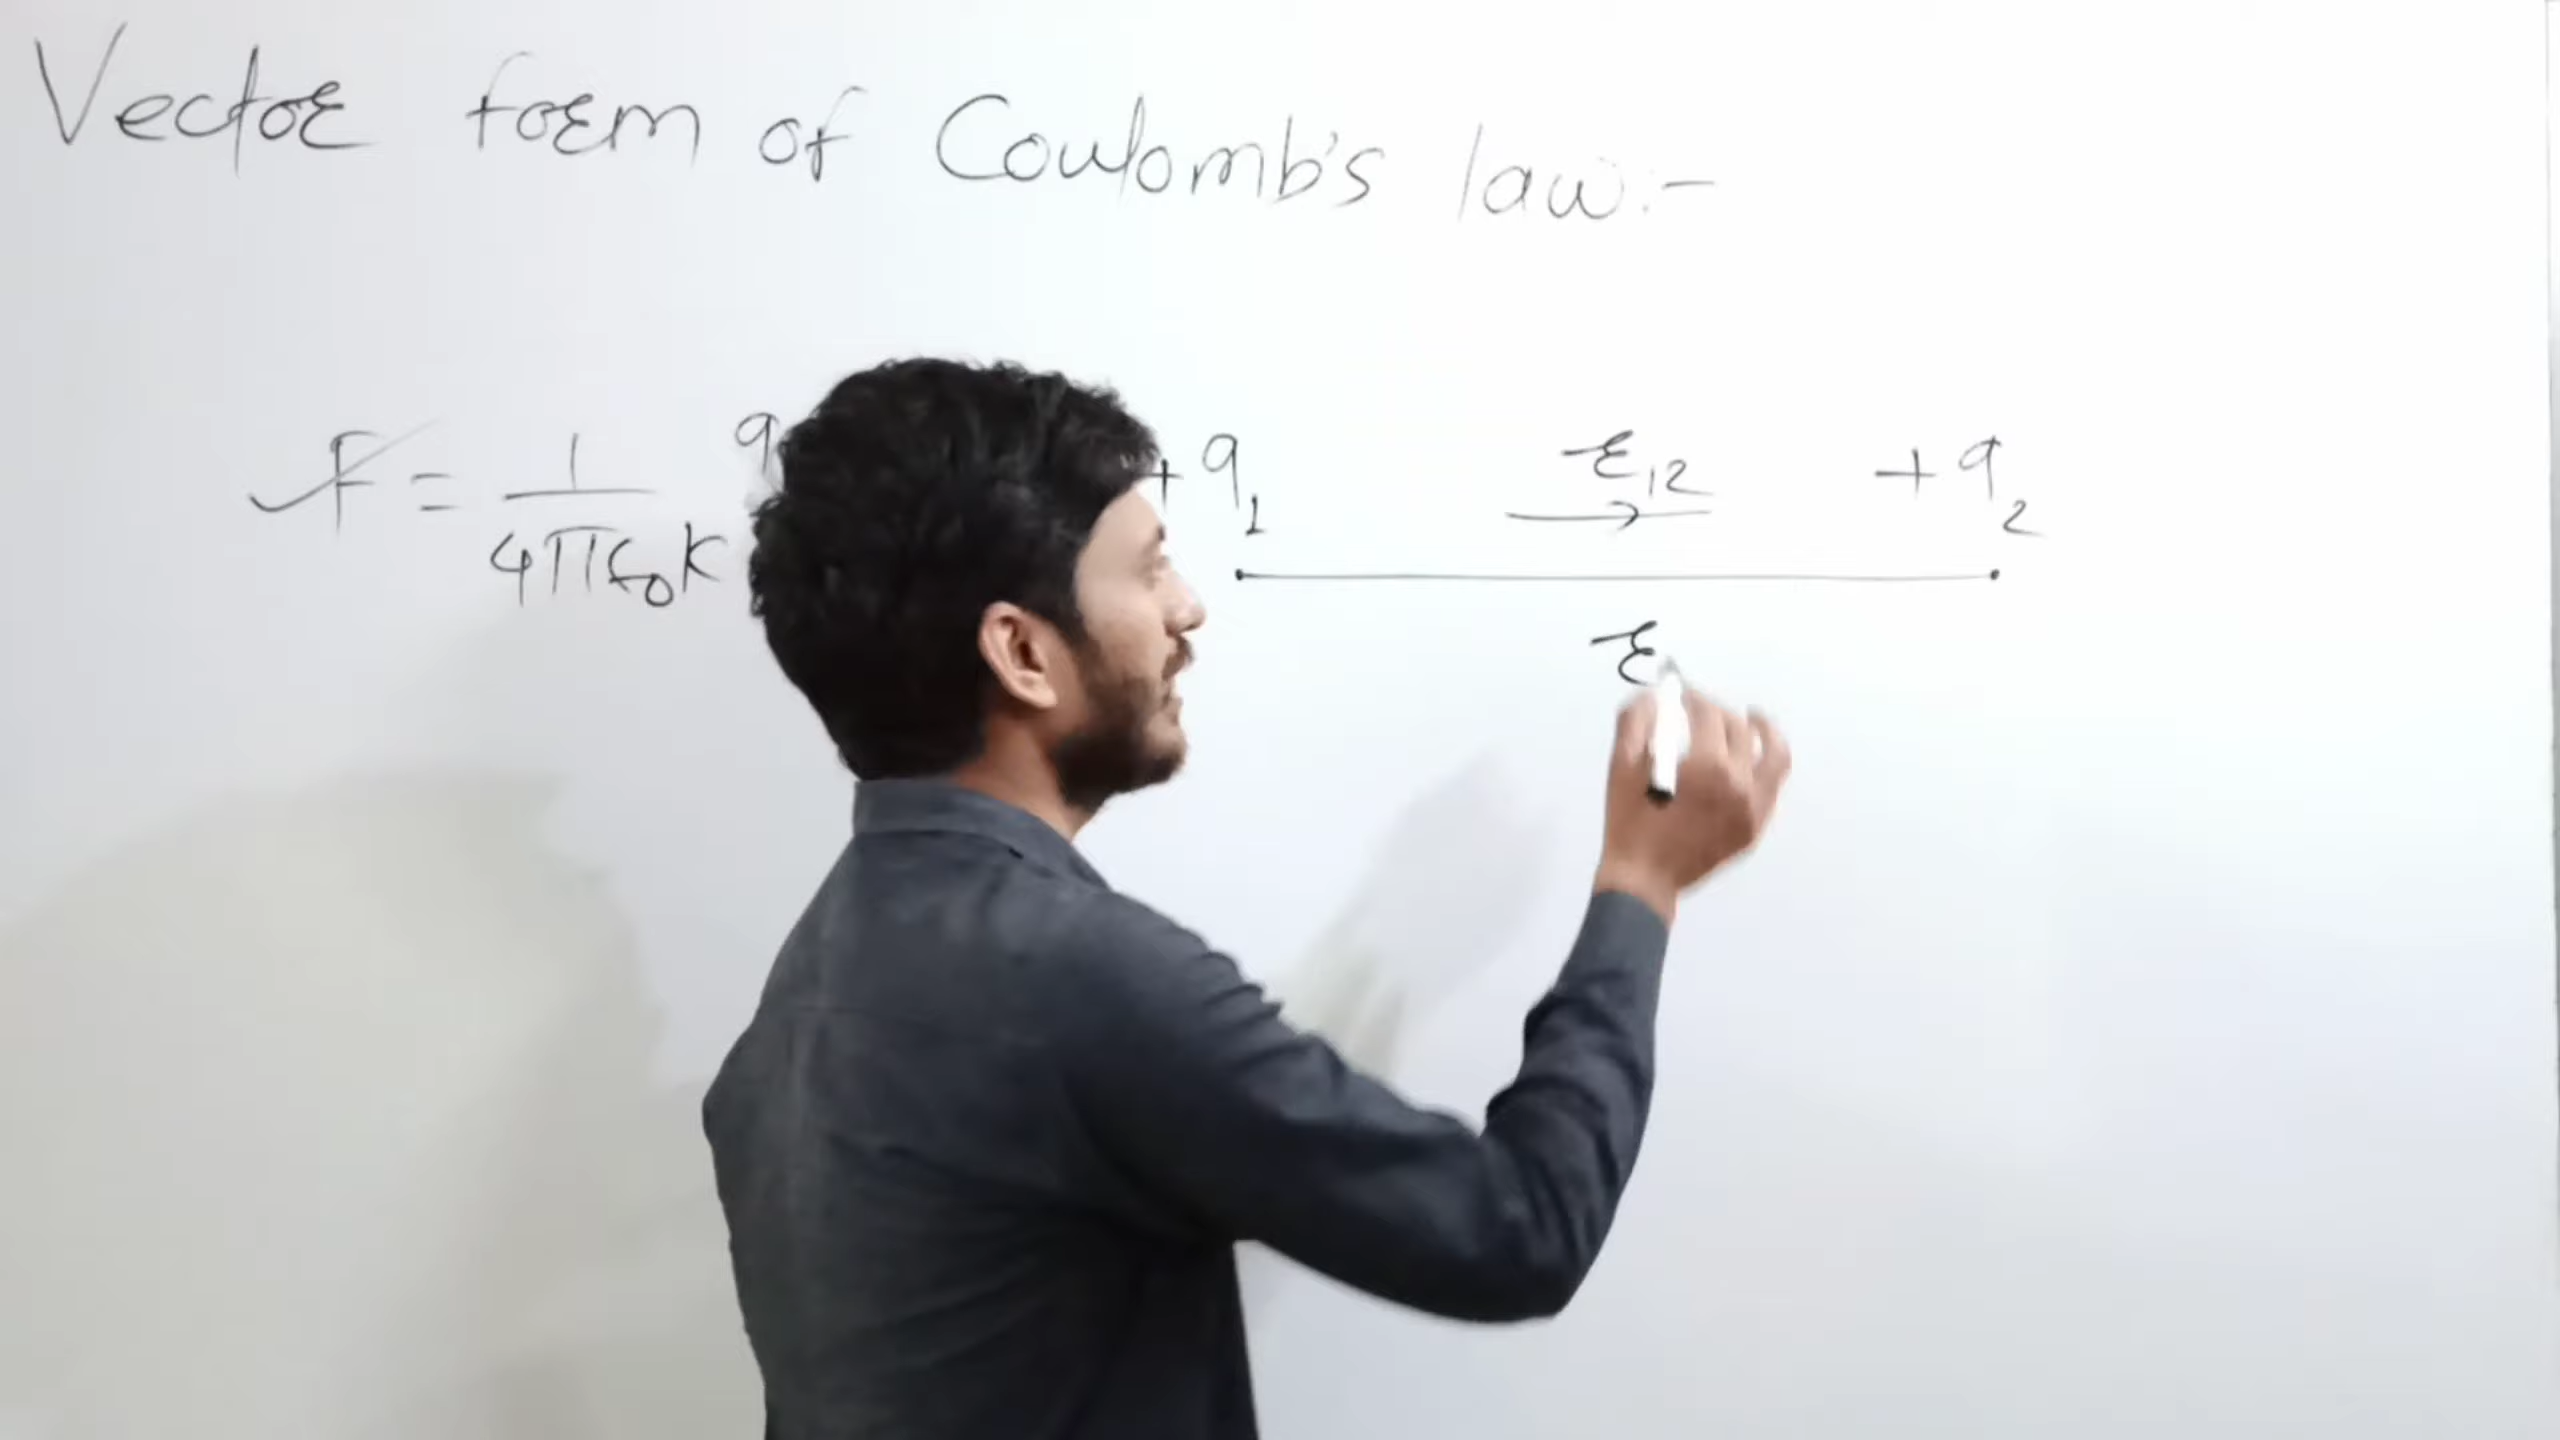 Vector form of Coulomb's law:-
F = 1/4πϵ₀k q
+q₁ r₁₂ +q₂
r